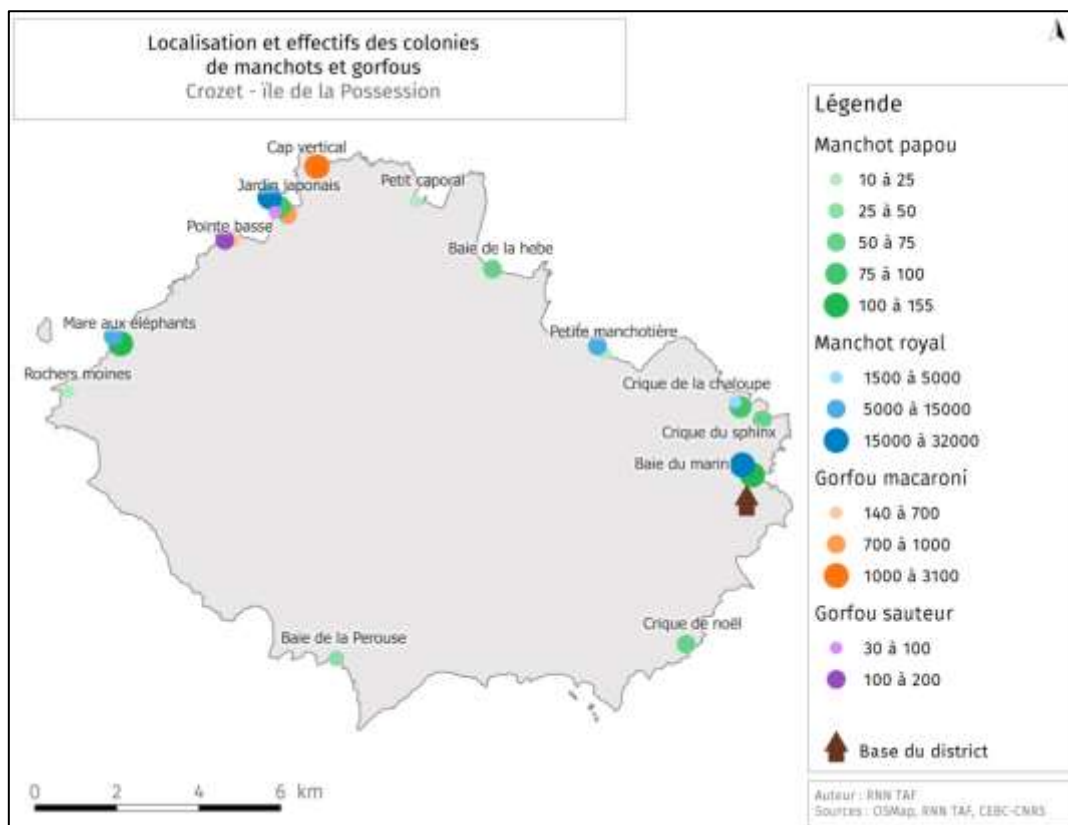 Localisation et effectifs des colonies
de manchots et gorfous
Crozet - île de la Possession
Cap vertical
Jardin japonais
Petit caporal
Pointe basse
Baie de la hebe
Mare aux éléphants
Petite manchotière
Rochers moines
Crique de la chaloupe
Crique du sphinx
Baie du marin
Baie de la Perouse
Crique de noël
0 2 4 6 km
Légende
Manchot papou
10 à 25
25 à 50
50 à 75
75 à 100
100 à 155
Manchot royal
1500 à 5000
5000 à 15000
15000 à 32000
Gorfou macaroni
140 à 700
700 à 1000
1000 à 3100
Gorfou sauteur
30 à 100
100 à 200
Base du district
Auteur : RNN TAF
Sources : OSMap, RNN TAF, CEBC-CNRS